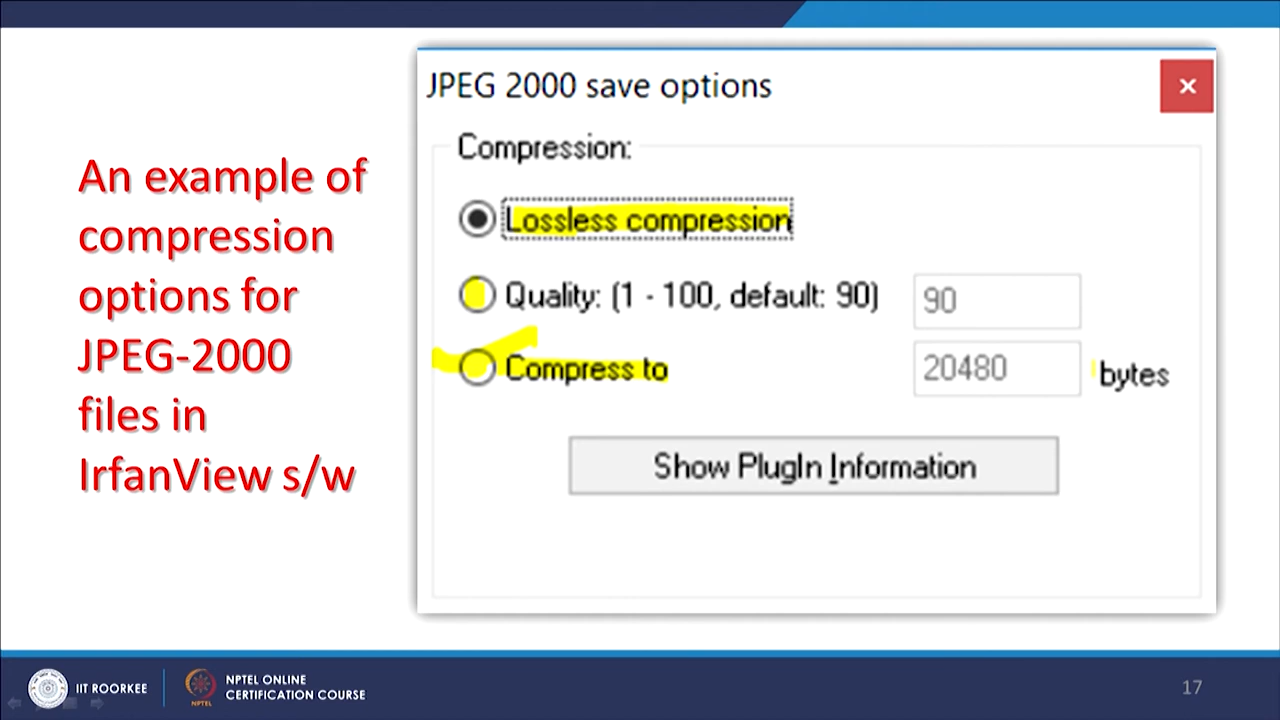 An example of
compression
options for
JPEG-2000
files in
IrfanView s/w
JPEG 2000 save options
Compression:
Lossless compression
Quality: (1 - 100, default: 90)
90
Compress to
20480
bytes
Show PlugIn Information
IIT ROORKEE
NPTEL
NPTEL ONLINE
CERTIFICATION COURSE
17